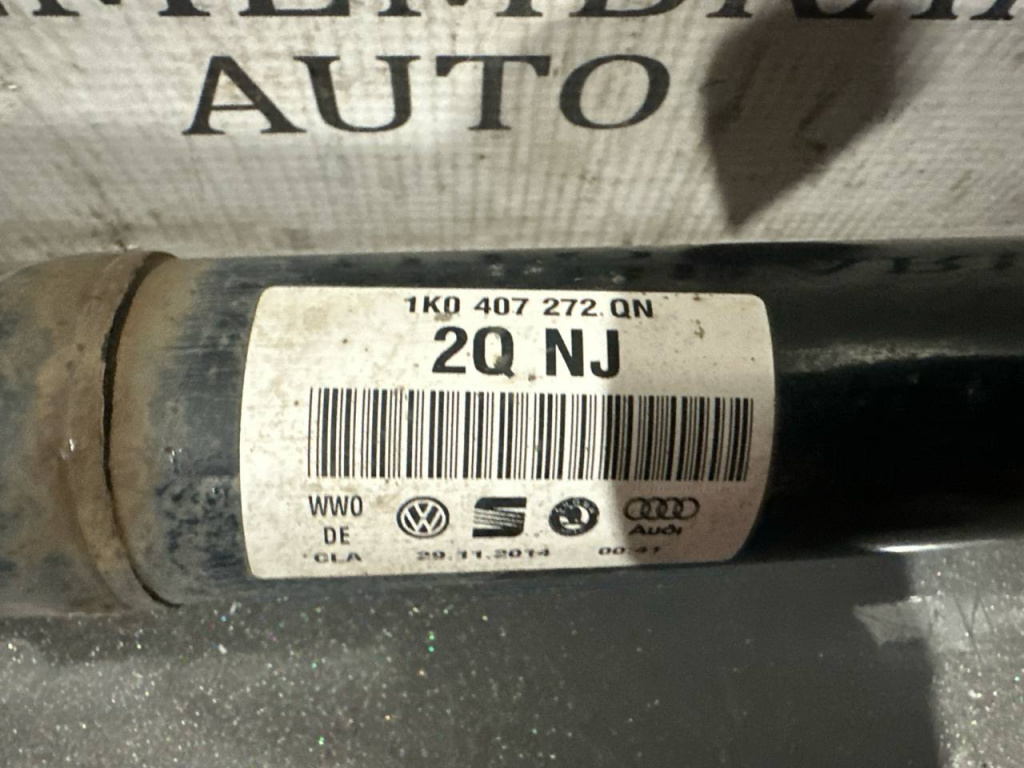 AUTO
1K0 407 272 QN
2Q NJ
WW0
DE
CLA 29.11.2014 00:41
Audi